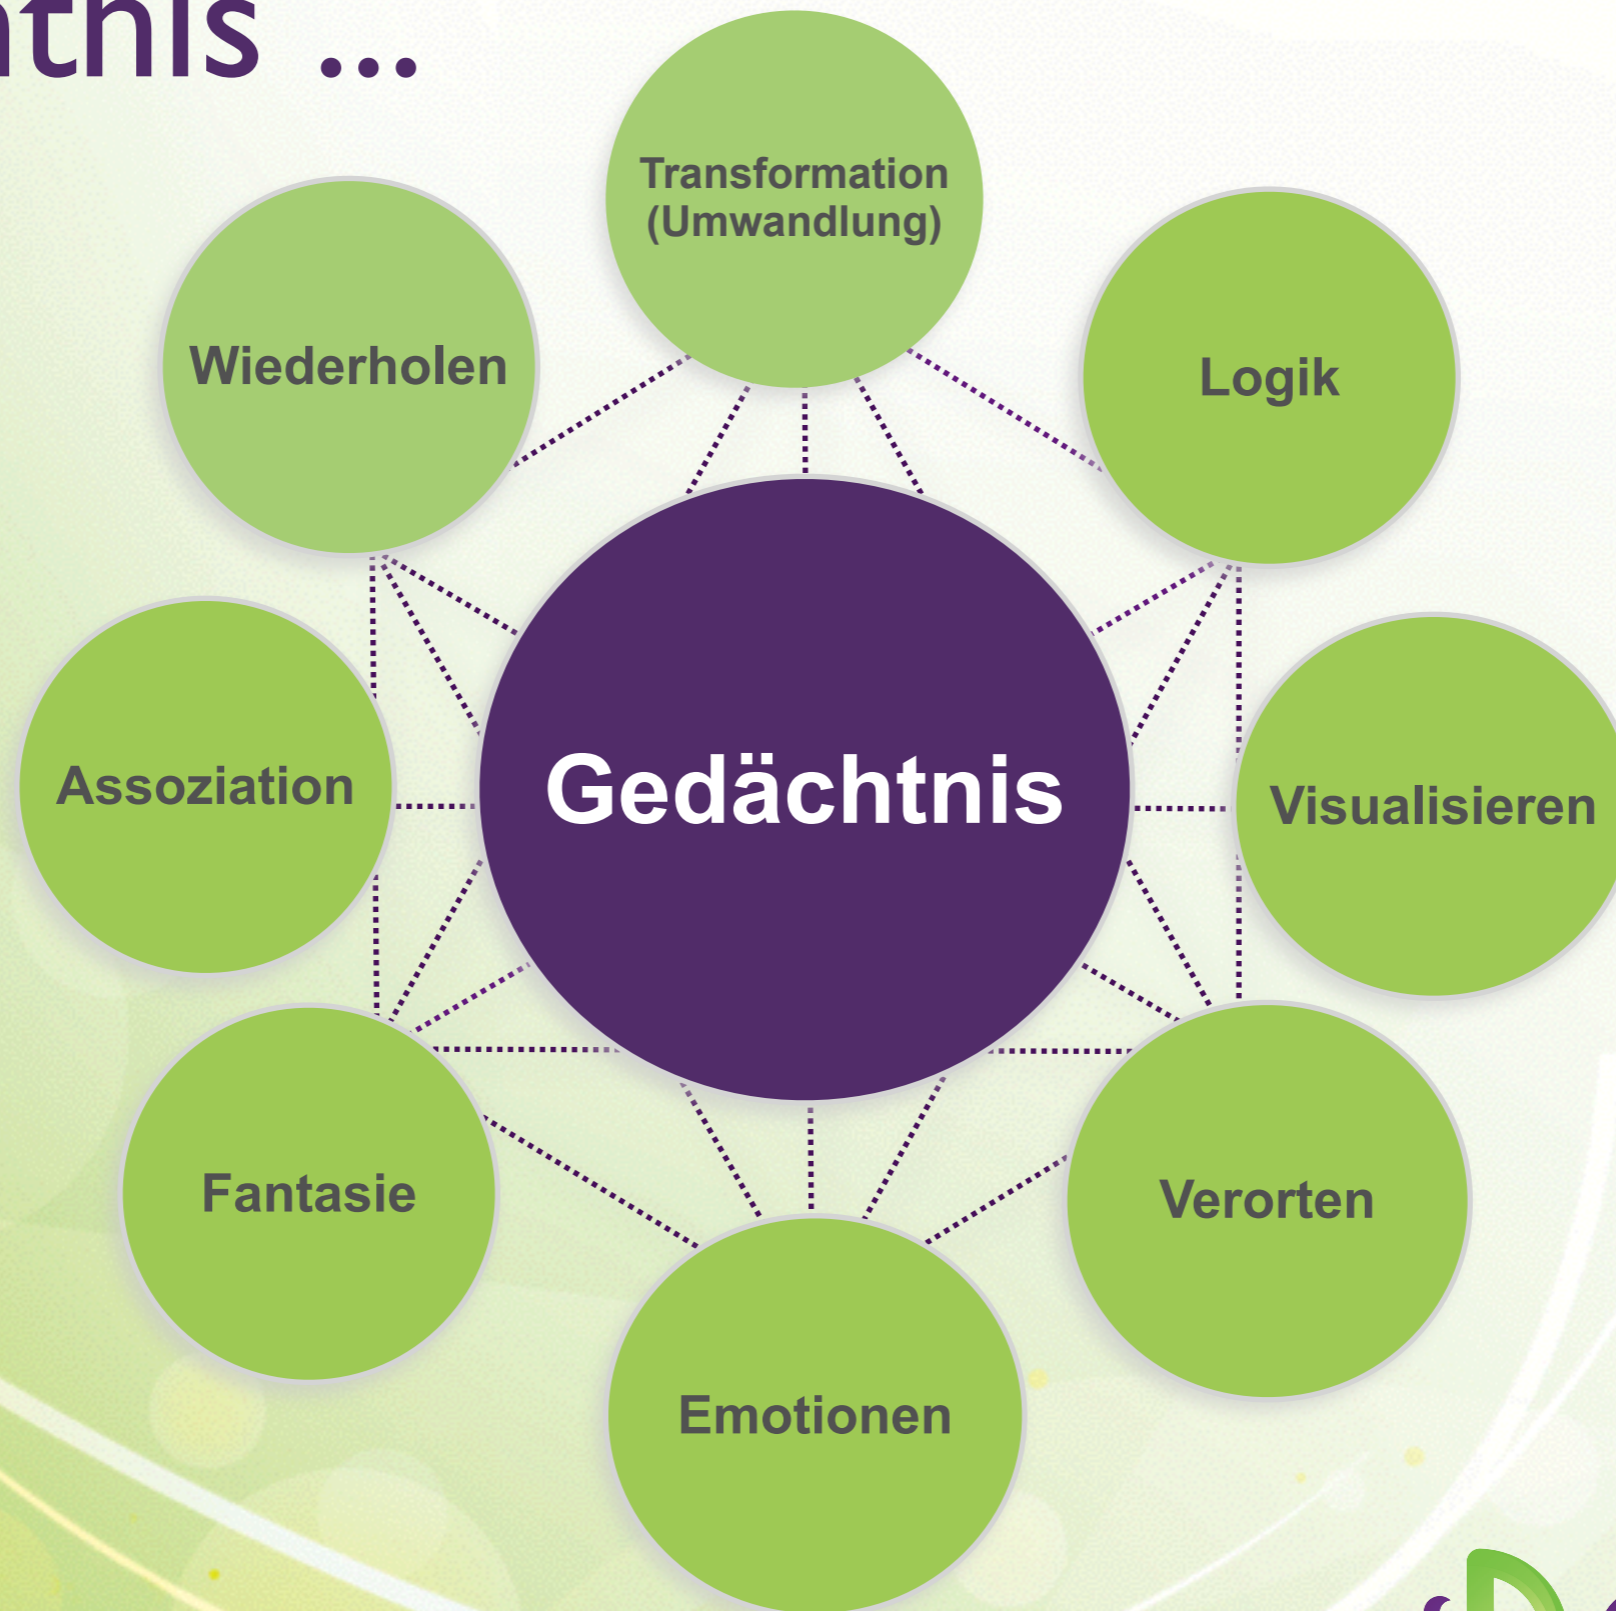 Transformation
(Umwandlung)
Wiederholen
Logik
Assoziation
Gedächtnis
Visualisieren
Fantasie
Verorten
Emotionen